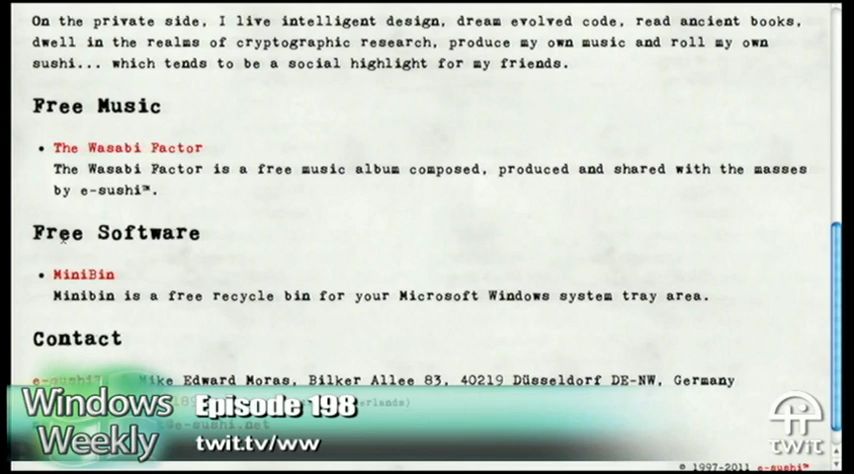 On the private side, I live intelligent design, dream evolved code, read ancient books,
dwell in the realms of cryptographic research, produce my own music and roll my own
sushi... which tends to be a social highlight for my friends.
Free Music
• The Wasabi Factor
The Wasabi Factor is a free music album composed, produced and shared with the masses
by e-sushi™.
Free Software
• MiniBin
Minibin is a free recycle bin for your Microsoft Windows system tray area.
Contact
e-sushi™ Mike Edward Moras, Bilker Allee 83, 40219 Düsseldorf DE-NW, Germany
Windows Weekly
Episode 198
twit.tv/ww
@e-sushi.net
twit
© 1997-2011 e-sushi™